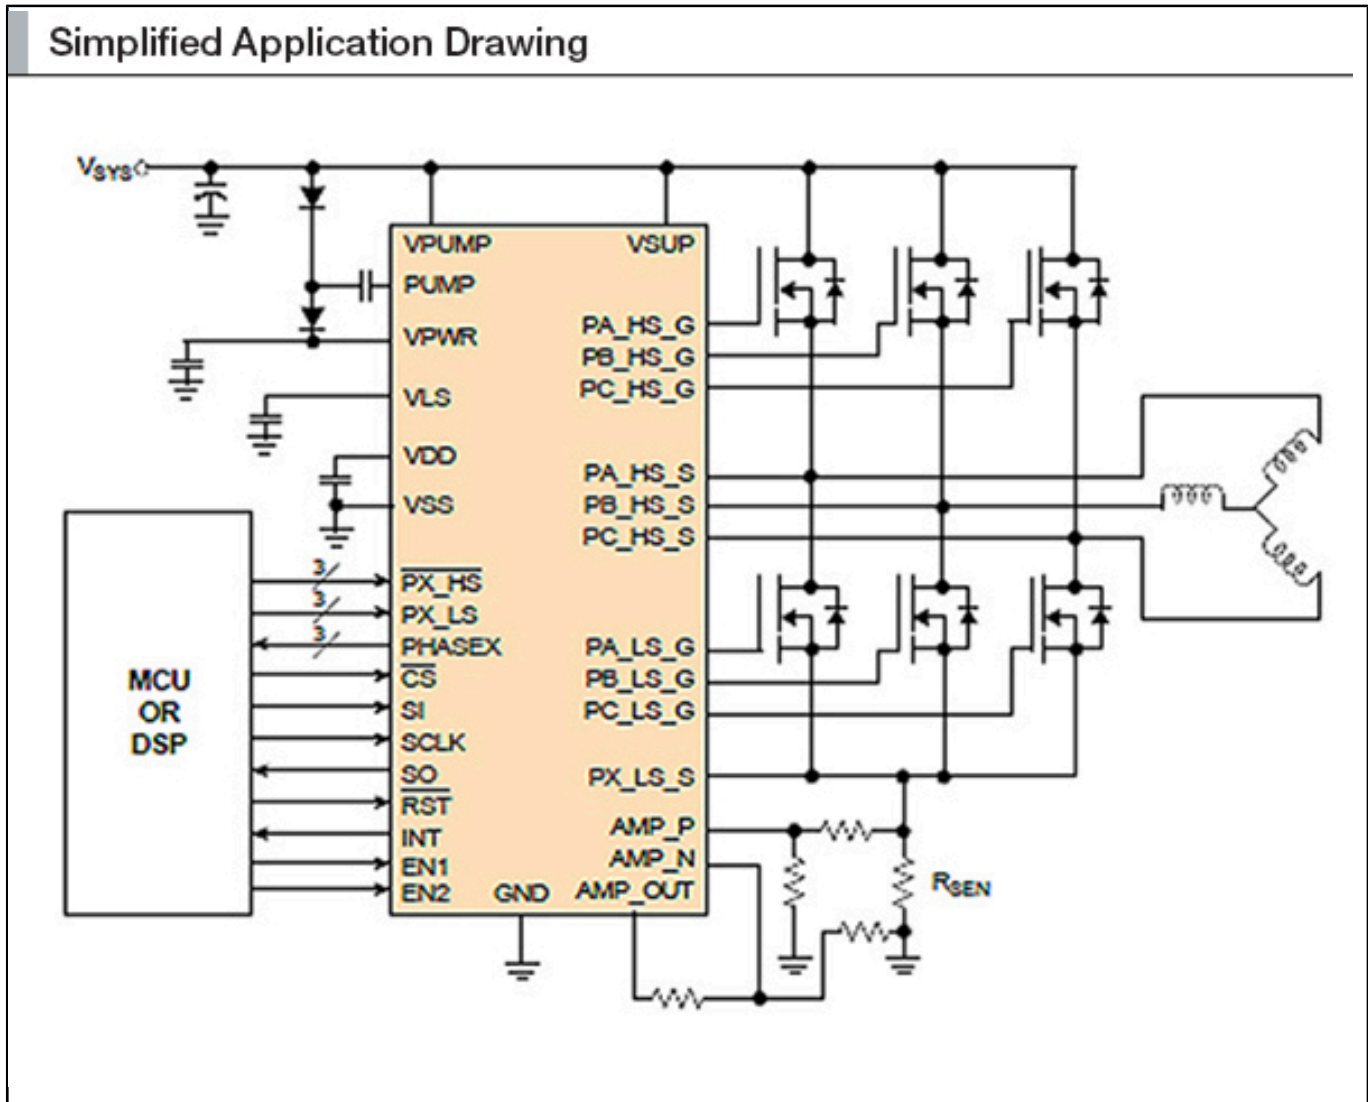 Simplified Application Drawing
VSYS
VPUMP
VSUP
PUMP
PA_HS_G
VPWR
PB_HS_G
PC_HS_G
VLS
VDD
PA_HS_S
VSS
PB_HS_S
PC_HS_S
3
PX_HS
3
PX_LS
3
PHASEX
PA_LS_G
MCU
OR
DSP
CS
PB_LS_G
SI
PC_LS_G
SCLK
SO
PX_LS_S
RST
INT
AMP_P
EN1
AMP_N
EN2
GND
AMP_OUT
RSEN